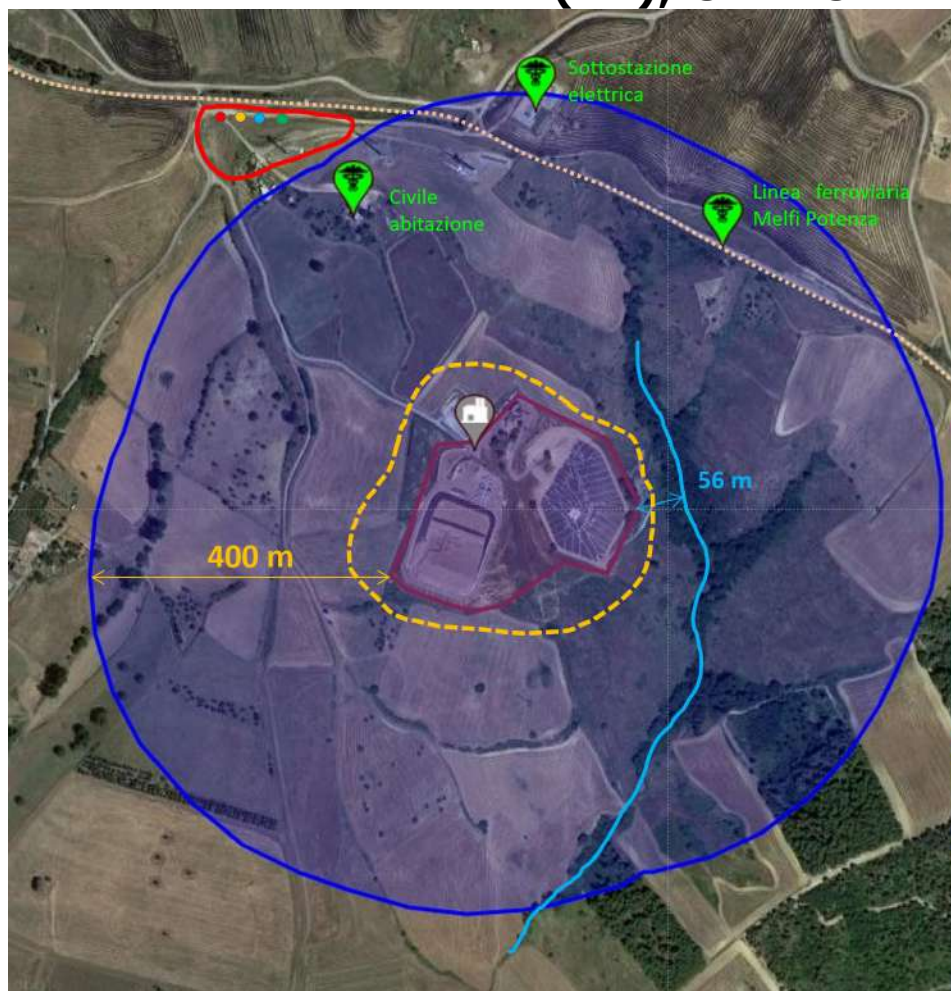 Sottostazione
elettrica
Civile
abitazione
Linea ferroviaria
Melfi Potenza
56 m
400 m